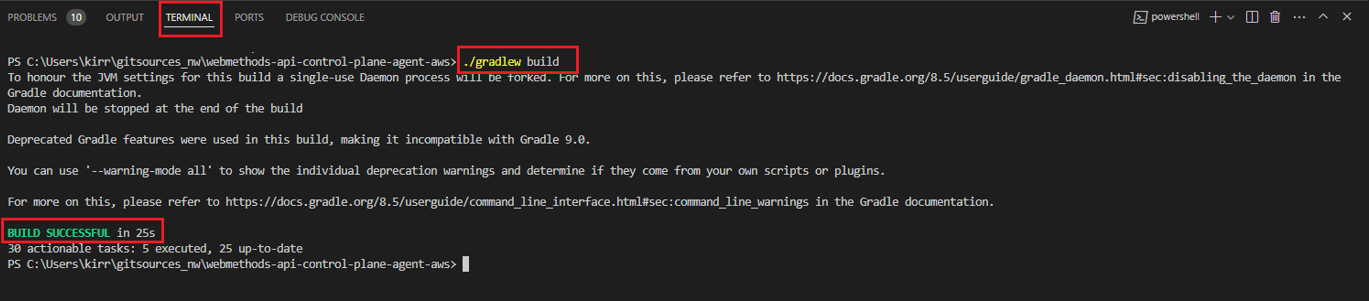 PROBLEMS 10 OUTPUT TERMINAL PORTS DEBUG CONSOLE powershell
PS C:\Users\kirr\gitsources_nw\webmethods-api-control-plane-agent-aws> ./gradlew build
To honour the JVM settings for this build a single-use Daemon process will be forked. For more on this, please refer to https://docs.gradle.org/8.5/userguide/gradle_daemon.html#sec:disabling_the_daemon in the
Gradle documentation.
Daemon will be stopped at the end of the build
Deprecated Gradle features were used in this build, making it incompatible with Gradle 9.0.
You can use '--warning-mode all' to show the individual deprecation warnings and determine if they come from your own scripts or plugins.
For more on this, please refer to https://docs.gradle.org/8.5/userguide/command_line_interface.html#sec:command_line_warnings in the Gradle documentation.
BUILD SUCCESSFUL in 25s
30 actionable tasks: 5 executed, 25 up-to-date
PS C:\Users\kirr\gitsources_nw\webmethods-api-control-plane-agent-aws>